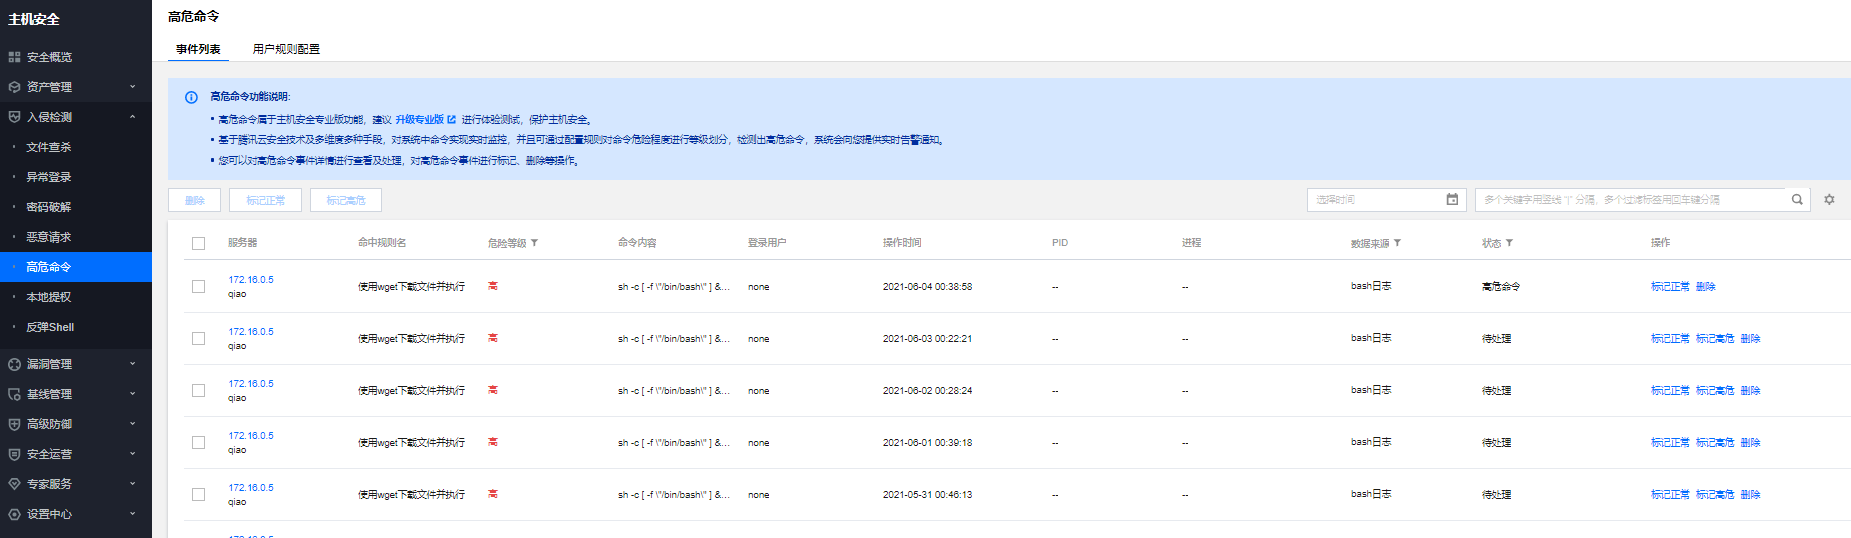 主机安全
安全概览
资产管理
入侵检测
文件查杀
异常登录
密码破解
恶意请求
高危命令
本地提权
反弹Shell
漏洞管理
基线管理
高级防御
安全运营
专家服务
设置中心
高危命令
事件列表 用户规则配置
高危命令功能说明:
• 高危命令属于主机安全专业版功能，建议 升级专业版 进行体验测试，保护主机安全。
• 基于腾讯云安全技术及多维度多种手段，对系统中命令实现实时监控，并且可通过配置规则对命令危险程度进行等级划分，检测出高危命令，系统会向您提供实时告警通知。
• 您可以对高危命令事件详情进行查看及处理，对高危命令事件进行标记、删除等操作。
删除 标记正常 标记高危 选择时间 多个关键字用竖线 "|" 分隔，多个过滤标签用回车键分隔
服务器 命中规则名 危险等级 命令内容 登录用户 操作时间 PID 进程 数据来源 状态 操作
172.16.0.5
qiao 使用wget下载文件并执行 高 sh -c [ -f \"/bin/bash\" ] &... none 2021-06-04 00:38:58 -- -- bash日志 高危命令 标记正常 删除
172.16.0.5
qiao 使用wget下载文件并执行 高 sh -c [ -f \"/bin/bash\" ] &... none 2021-06-03 00:22:21 -- -- bash日志 待处理 标记正常 标记高危 删除
172.16.0.5
qiao 使用wget下载文件并执行 高 sh -c [ -f \"/bin/bash\" ] &... none 2021-06-02 00:28:24 -- -- bash日志 待处理 标记正常 标记高危 删除
172.16.0.5
qiao 使用wget下载文件并执行 高 sh -c [ -f \"/bin/bash\" ] &... none 2021-06-01 00:39:18 -- -- bash日志 待处理 标记正常 标记高危 删除
172.16.0.5
qiao 使用wget下载文件并执行 高 sh -c [ -f \"/bin/bash\" ] &... none 2021-05-31 00:46:13 -- -- bash日志 待处理 标记正常 标记高危 删除